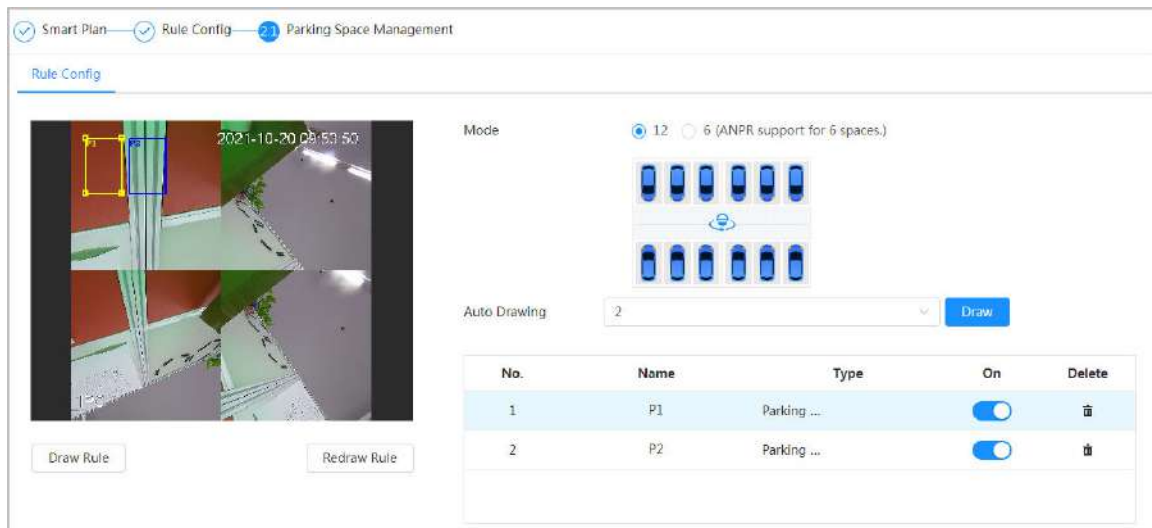 Smart Plan
Rule Config
2.1 Parking Space Management
Rule Config
P1
P2
2021-10-20 09:53:50
IPC
Mode
12
6 (ANPR support for 6 spaces.)
Auto Drawing
2
Draw
No. Name Type On Delete
1 P1 Parking ...
2 P2 Parking ...
Draw Rule
Redraw Rule